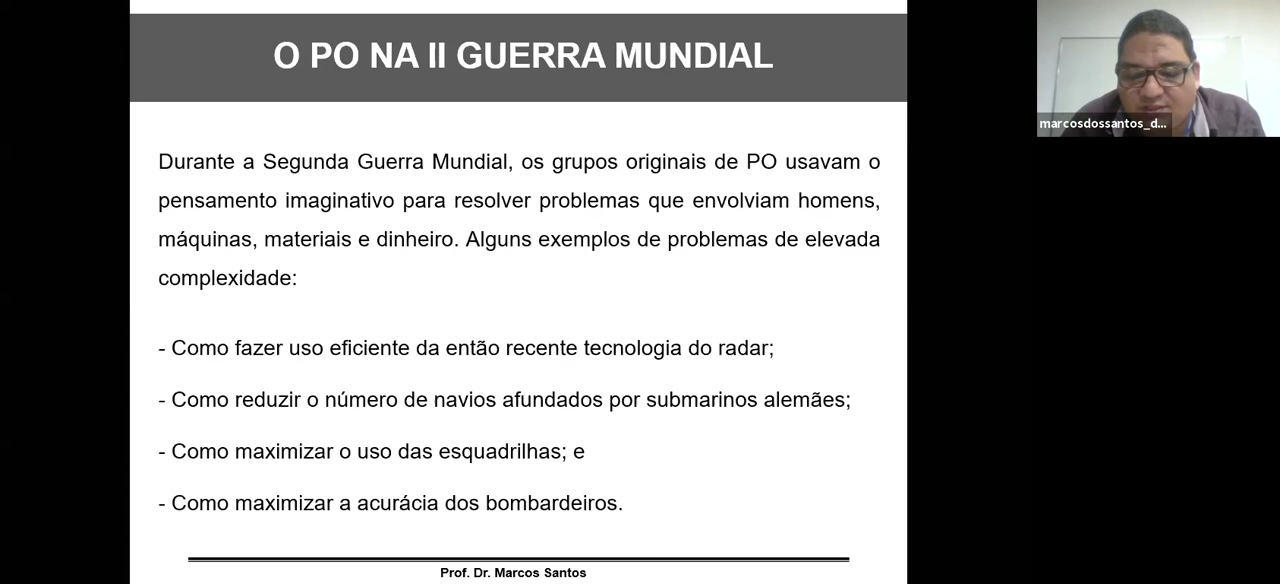 O PO NA II GUERRA MUNDIAL
marcosdossantos_d...
Durante a Segunda Guerra Mundial, os grupos originais de PO usavam o
pensamento imaginativo para resolver problemas que envolviam homens,
máquinas, materiais e dinheiro. Alguns exemplos de problemas de elevada
complexidade:
- Como fazer uso eficiente da então recente tecnologia do radar;
- Como reduzir o número de navios afundados por submarinos alemães;
- Como maximizar o uso das esquadrilhas; e
- Como maximizar a acurácia dos bombardeiros.
Prof. Dr. Marcos Santos